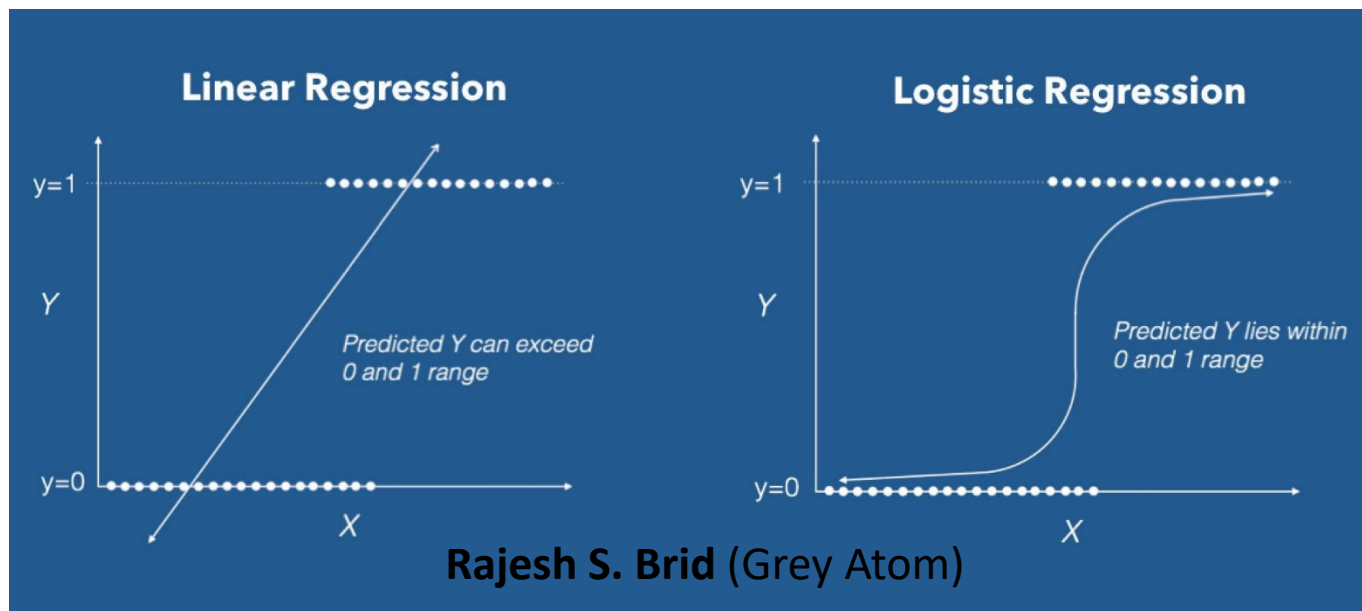 Linear Regression
y=1
Y
Predicted Y can exceed
0 and 1 range
y=0
X
Logistic Regression
y=1
Y
Predicted Y lies within
0 and 1 range
y=0
X
Rajesh S. Brid (Grey Atom)